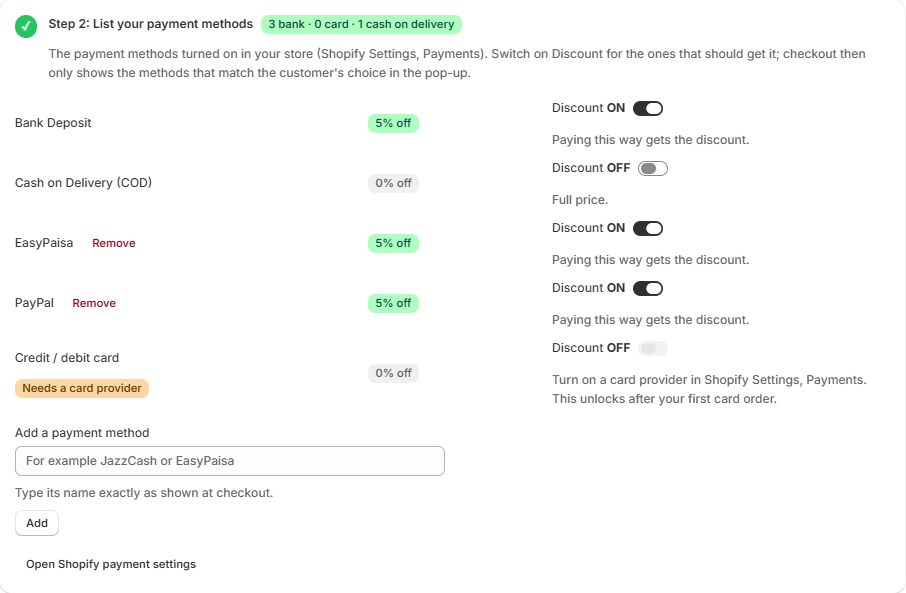 Step 2: List your payment methods 3 bank · 0 card · 1 cash on delivery
The payment methods turned on in your store (Shopify Settings, Payments). Switch on Discount for the ones that should get it; checkout then
only shows the methods that match the customer's choice in the pop-up.
Bank Deposit
5% off
Discount ON
Paying this way gets the discount.
Cash on Delivery (COD)
0% off
Discount OFF
Full price.
EasyPaisa Remove
5% off
Discount ON
Paying this way gets the discount.
PayPal Remove
5% off
Discount ON
Paying this way gets the discount.
Credit / debit card
Needs a card provider
0% off
Discount OFF
Turn on a card provider in Shopify Settings, Payments.
This unlocks after your first card order.
Add a payment method
For example JazzCash or EasyPaisa
Type its name exactly as shown at checkout.
Add
Open Shopify payment settings